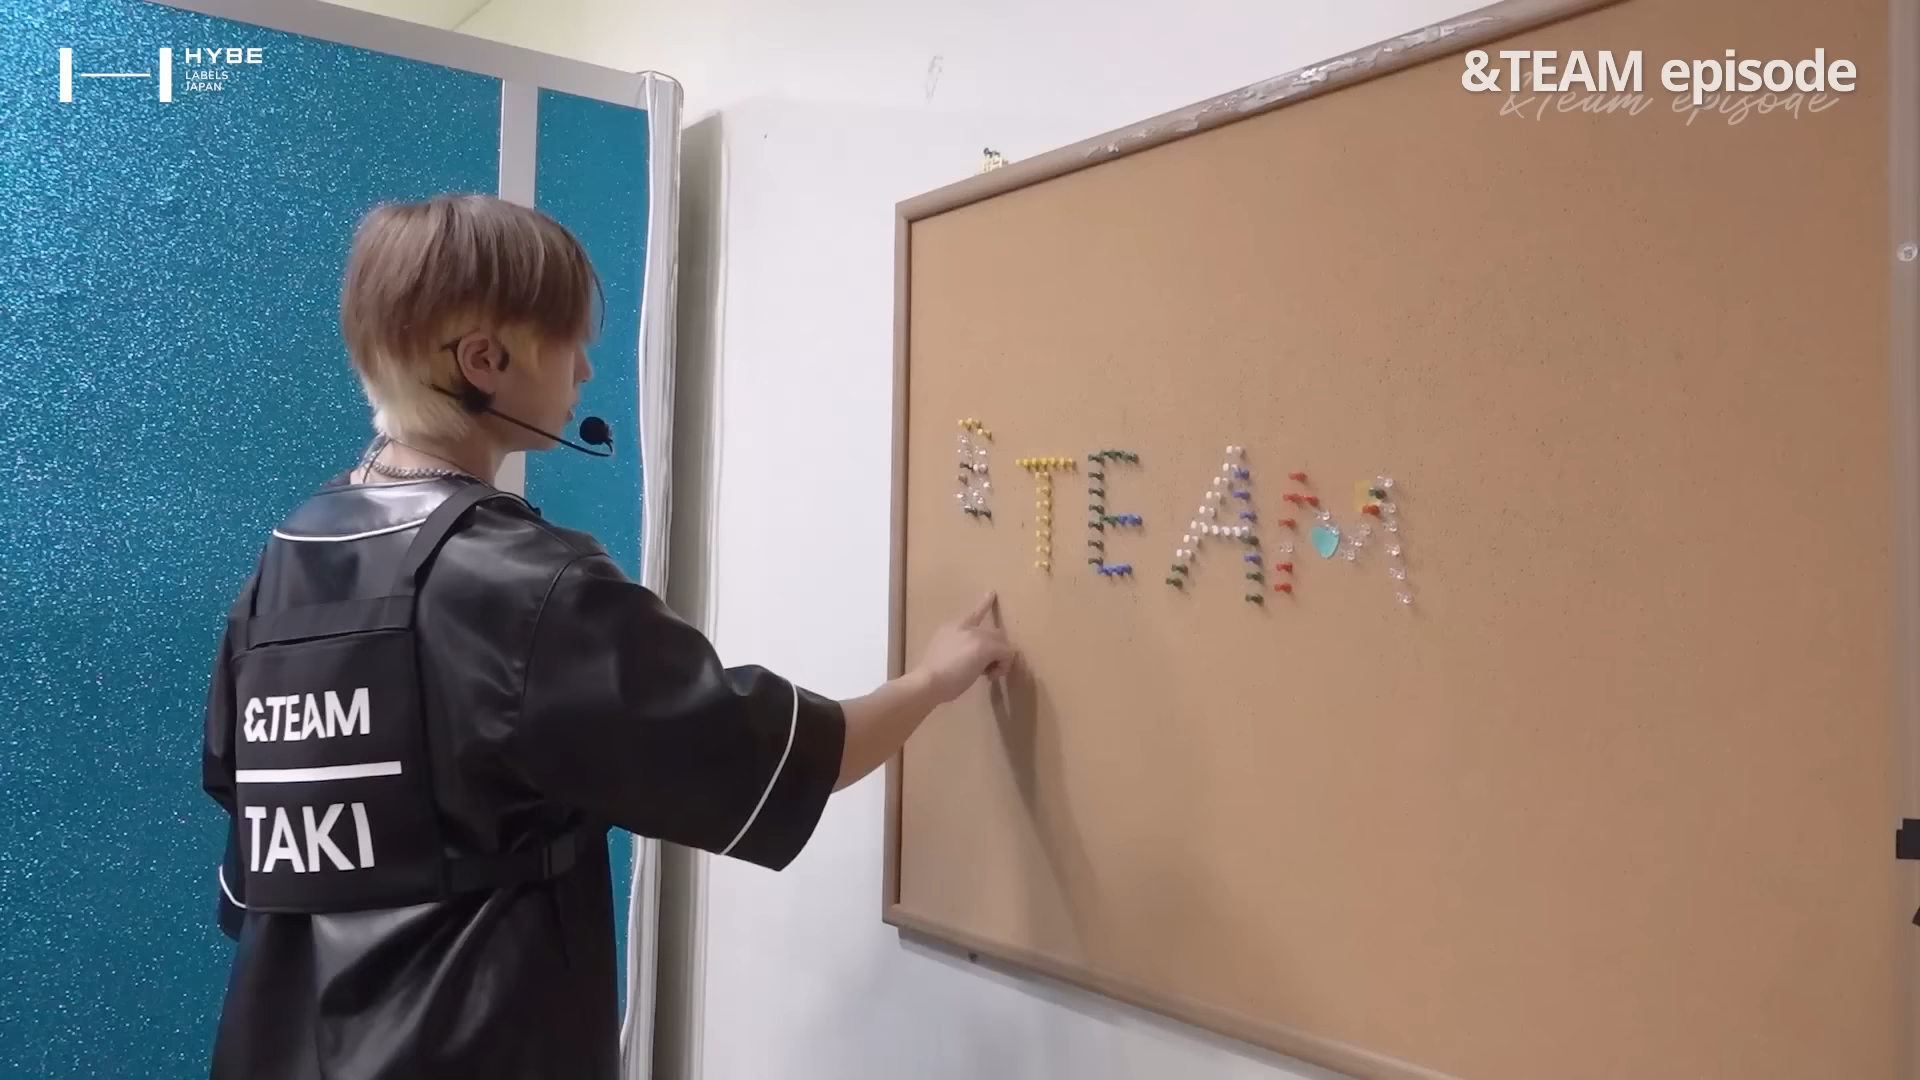 HYBE
LABELS
JAPAN
&TEAM episode
&Team episode
&TEAM
&TEAM
TAKI